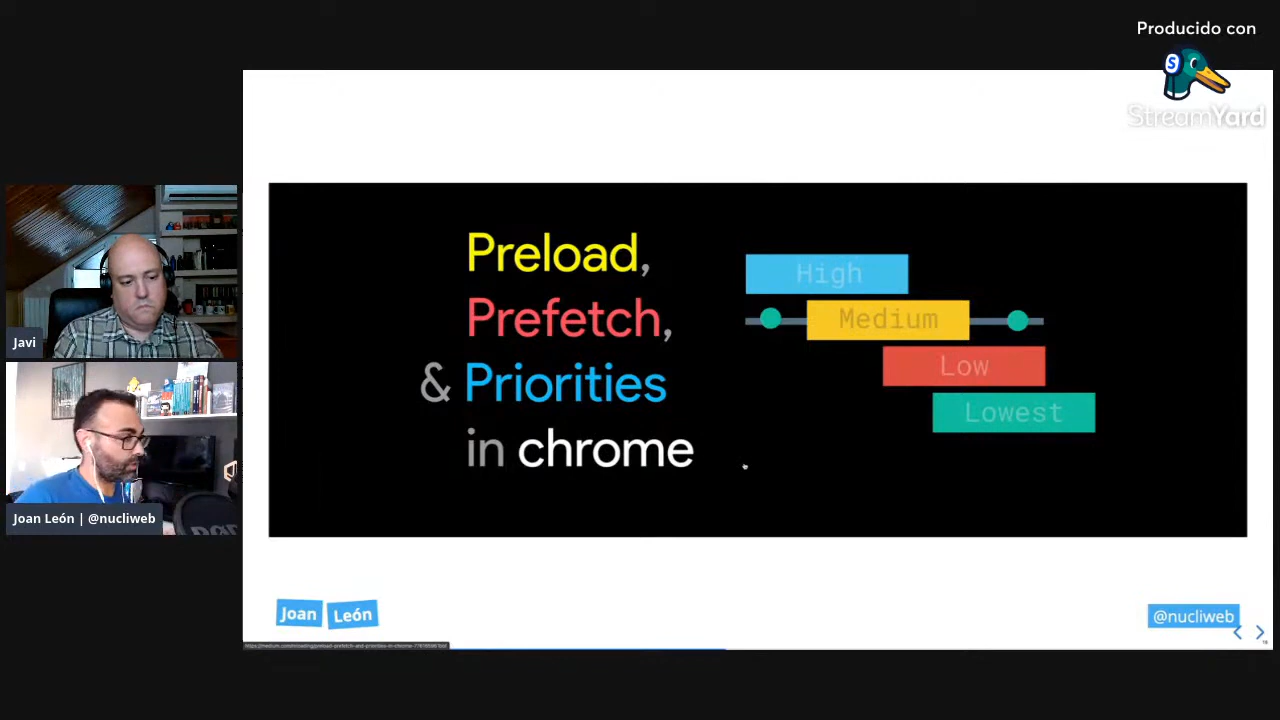 Producido con
StreamYard
Preload,
Prefetch,
& Priorities
in chrome
High
Medium
Low
Lowest
Javi
Joan León | @nucliweb
Joan León
@nucliweb